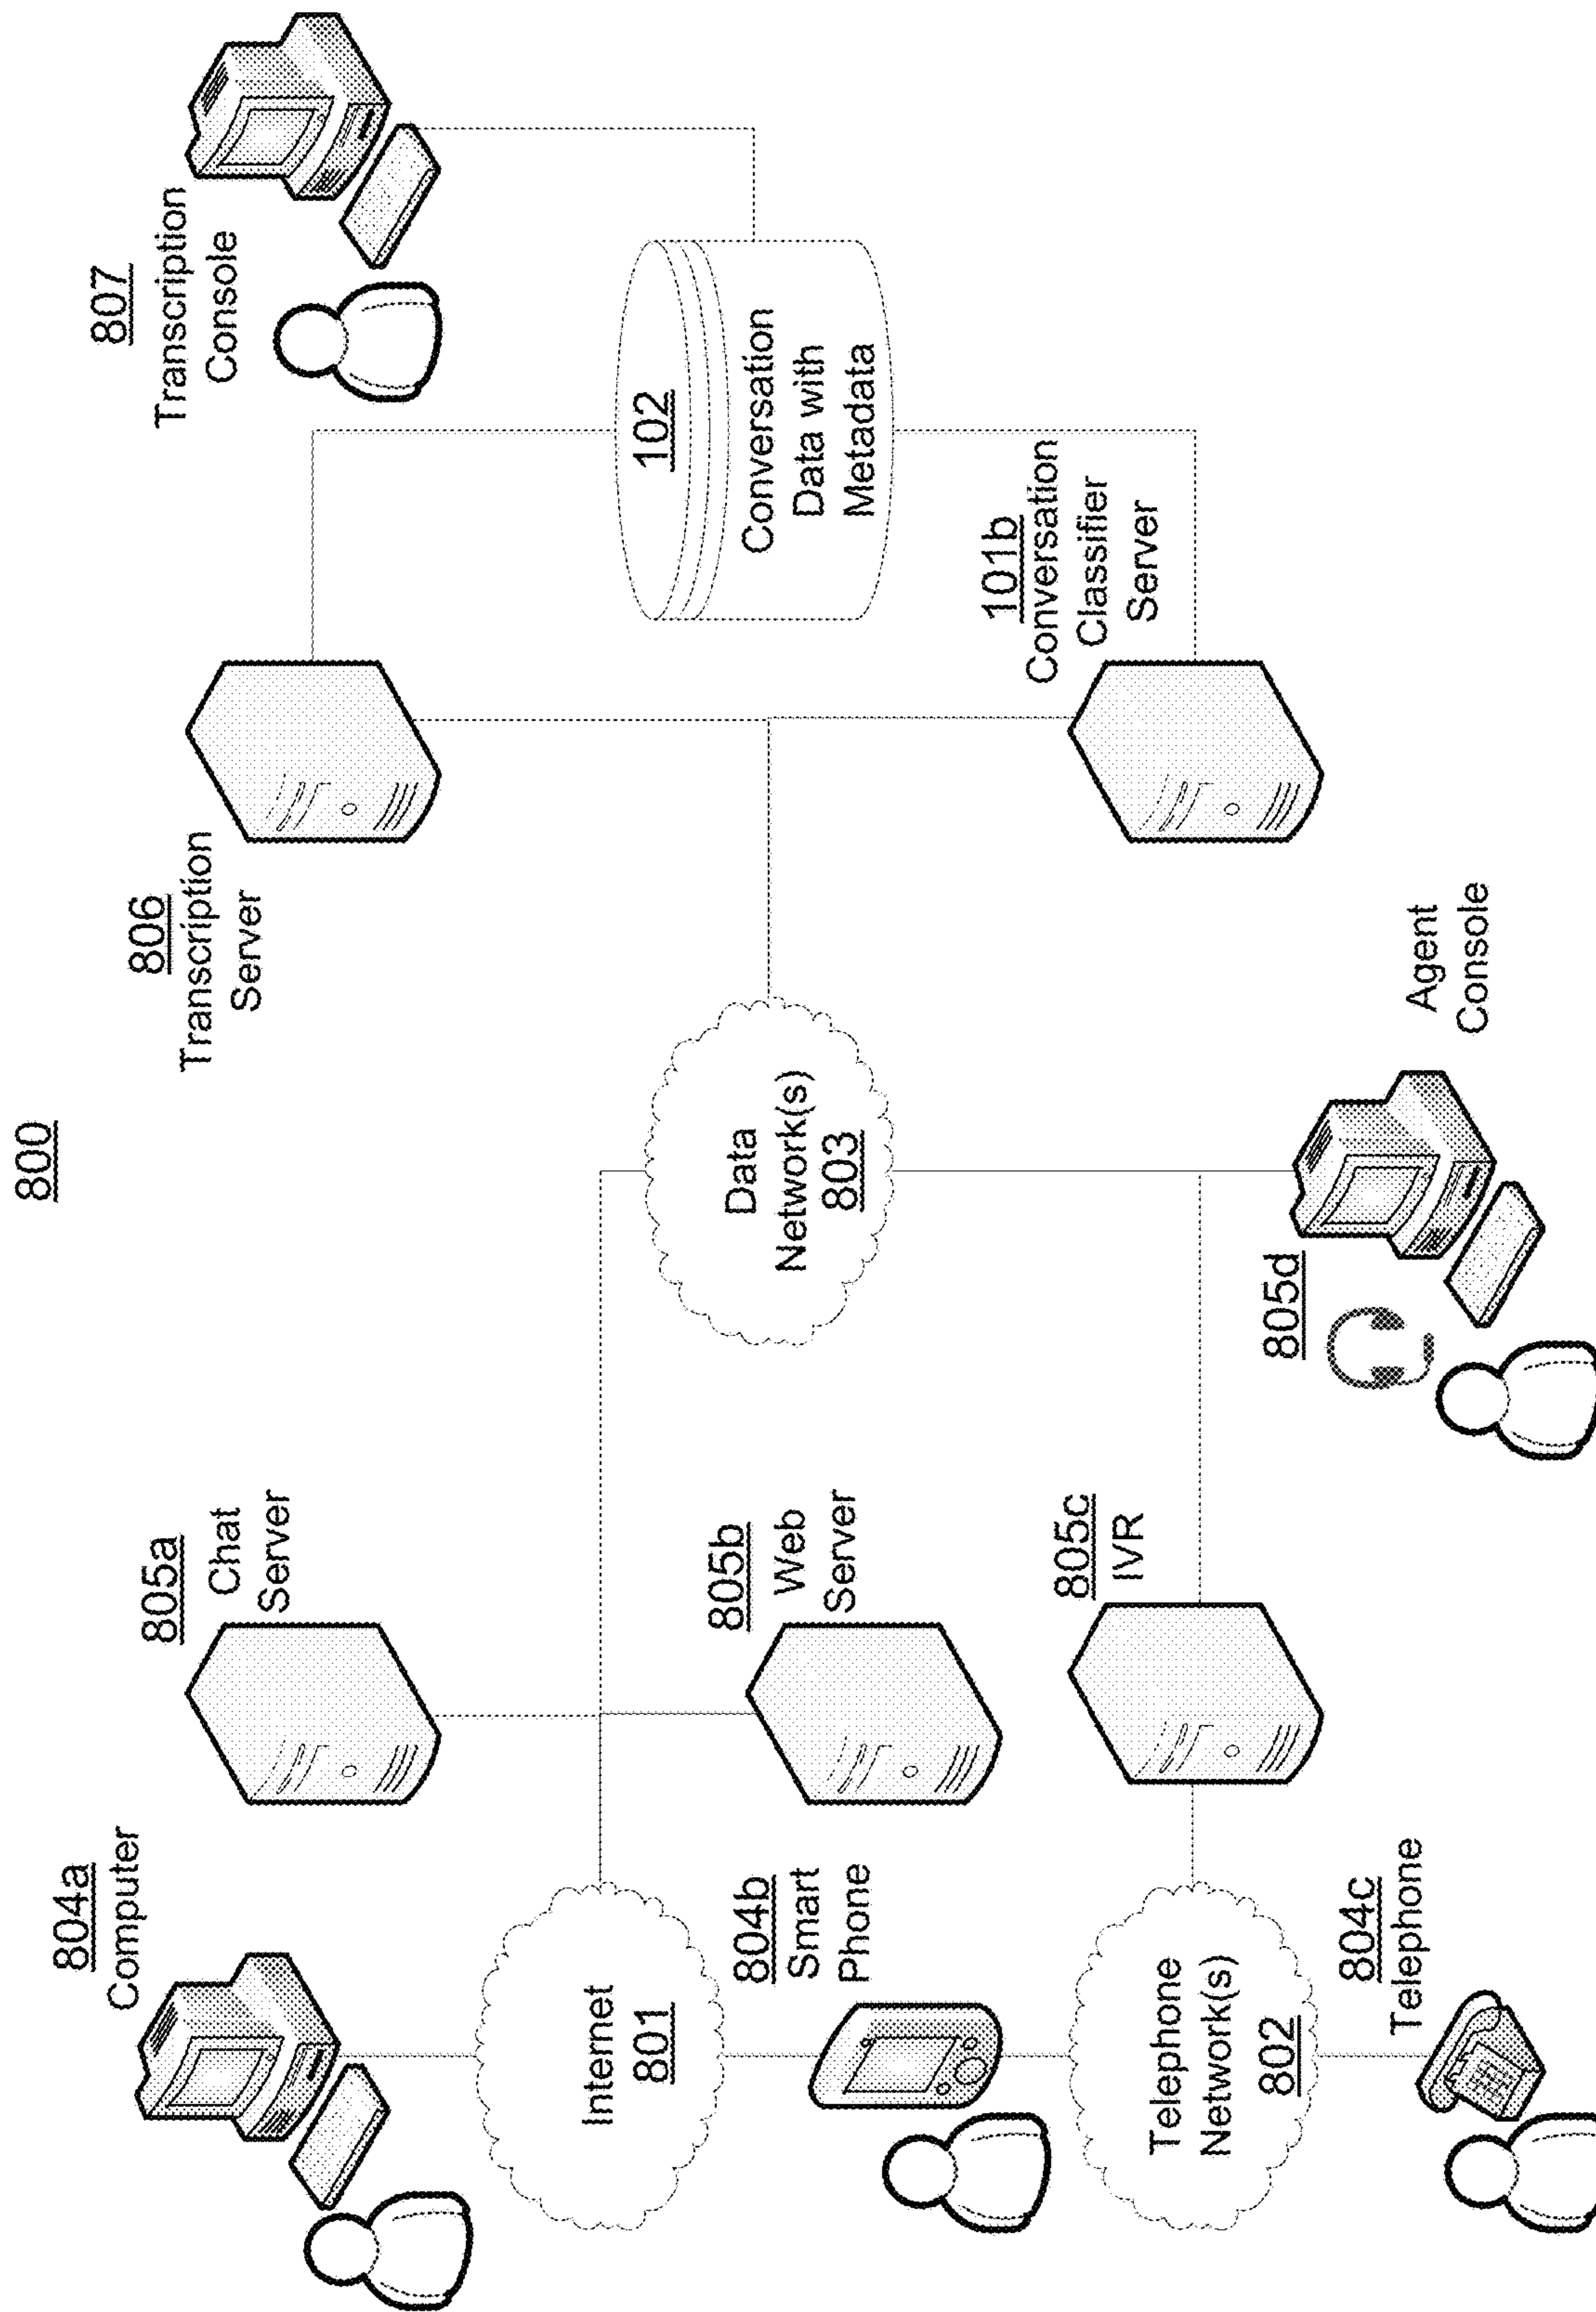 800
804a
Computer
805a
Chat
Server
806
Transcription
Server
807
Transcription
Console
Internet
801
804b
Smart
Phone
805b
Web
Server
Data
Network(s)
803
102
Conversation
Data with
Metadata
Telephone
Network(s)
802
805c
IVR
101b
Conversation
Classifier
Server
804c
Telephone
805d
Agent
Console